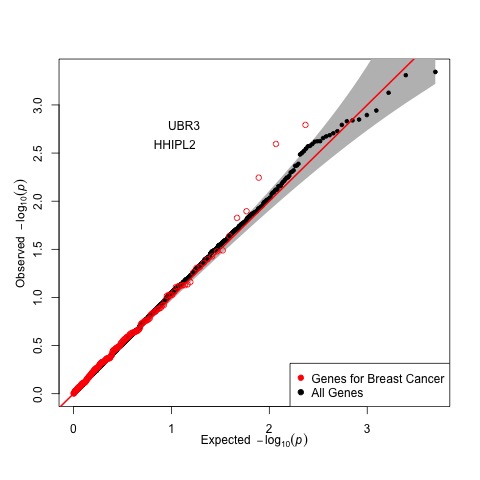 UBR3
HHIPL2
Observed −log10(p)
0.0
0.5
1.0
1.5
2.0
2.5
3.0
0 1 2 3
Expected −log10(p)
Genes for Breast Cancer
All Genes